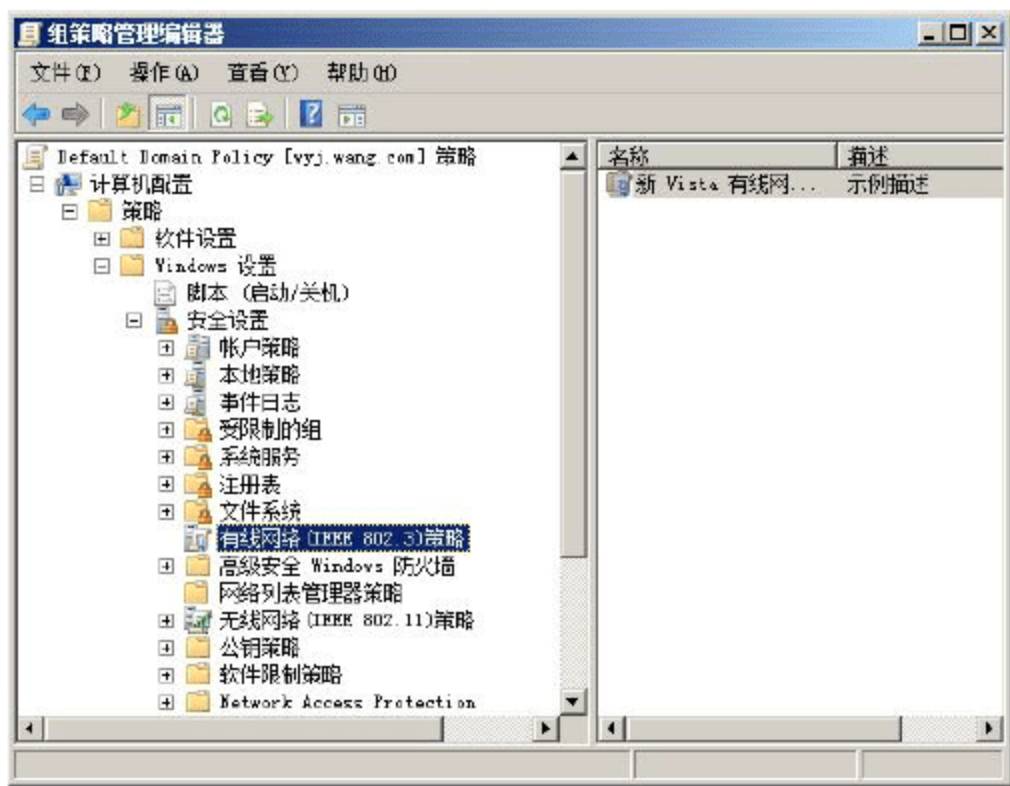 组策略管理编辑器
文件(F) 操作(A) 查看(V) 帮助(H)
Default Domain Policy [wyj.wang.com] 策略
计算机配置
策略
软件设置
Windows 设置
脚本 (启动/关机)
安全设置
帐户策略
本地策略
事件日志
受限制的组
系统服务
注册表
文件系统
有线网络(IEEE 802.3)策略
高级安全 Windows 防火墙
网络列表管理器策略
无线网络(IEEE 802.11)策略
公钥策略
软件限制策略
Network Access Protection
名称 描述
新 Vista 有线网... 示例描述